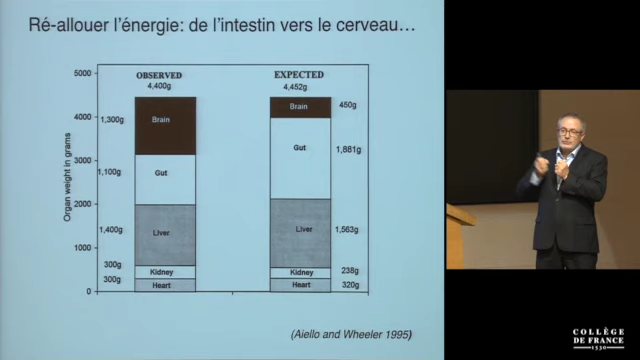 Ré-allouer l'énergie: de l'intestin vers le cerveau…
OBSERVED
4,400g
EXPECTED
4,452g
Organ weight in grams
5000
4000
3000
2000
1000
0
1,300g
1,100g
1,400g
300g
300g
Brain
Gut
Liver
Kidney
Heart
Brain
Gut
Liver
Kidney
Heart
450g
1,881g
1,563g
238g
320g
(Aiello and Wheeler 1995)
COLLÈGE
DE FRANCE
1530